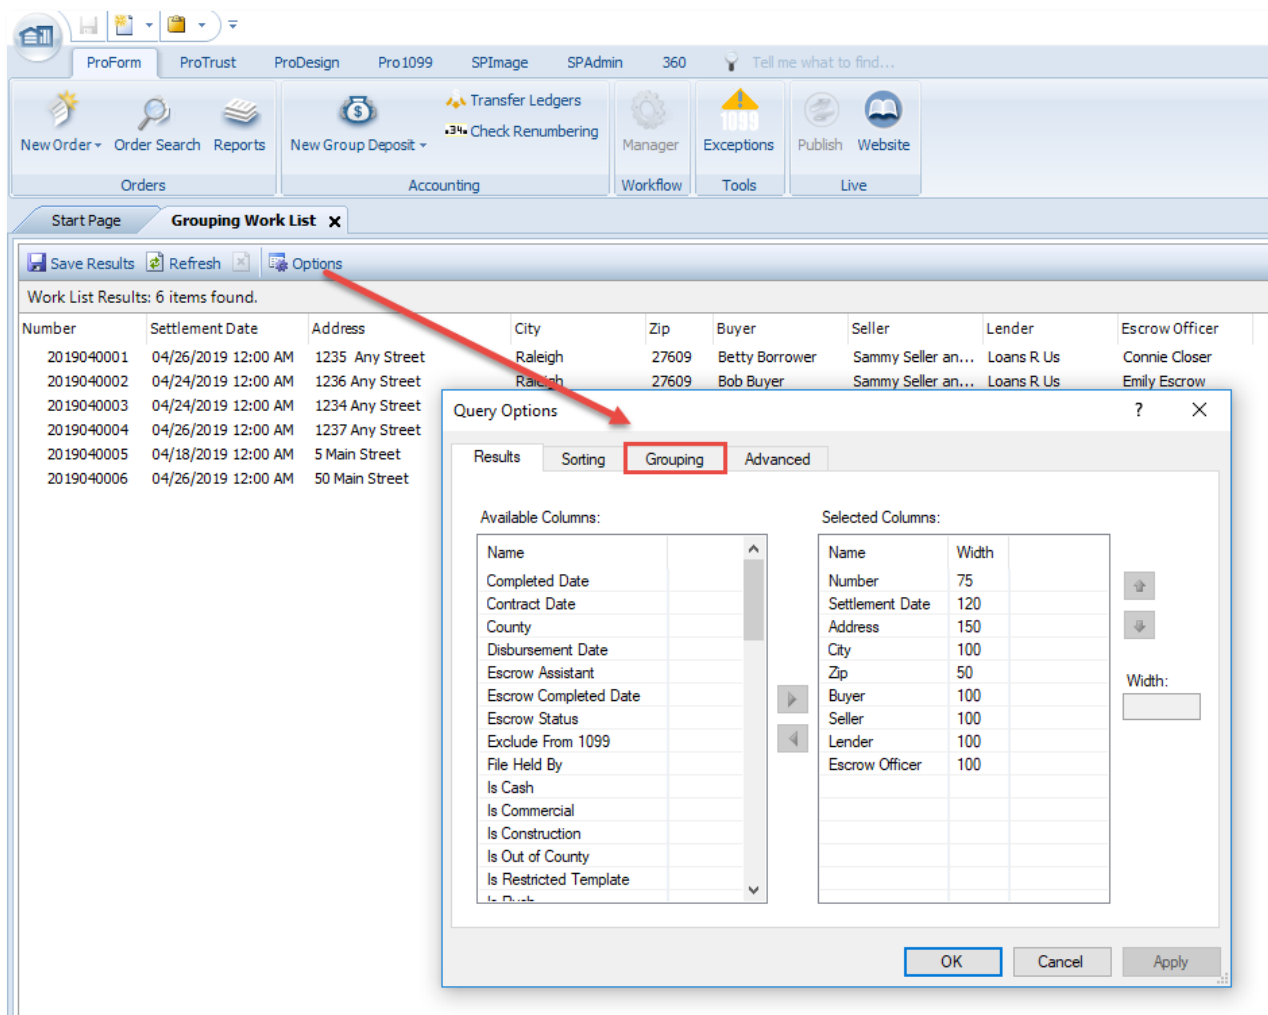 ProForm ProTrust ProDesign Pro1099 SPImage SPAdmin 360 Tell me what to find...
Transfer Ledgers
1099
.34. Check Renumbering
New Order Order Search Reports New Group Deposit Manager Exceptions Publish Website
Orders Accounting Workflow Tools Live
Start Page Grouping Work List X
Save Results Refresh Options
Work List Results: 6 items found.
Number Settlement Date Address City Zip Buyer Seller Lender Escrow Officer
2019040001 04/26/2019 12:00 AM 1235 Any Street Raleigh 27609 Betty Borrower Sammy Seller an... Loans R Us Connie Closer
2019040002 04/24/2019 12:00 AM 1236 Any Street Raleigh 27609 Bob Buyer Sammy Seller an... Loans R Us Emily Escrow
2019040003 04/24/2019 12:00 AM 1234 Any Street
2019040004 04/26/2019 12:00 AM 1237 Any Street
2019040005 04/18/2019 12:00 AM 5 Main Street
2019040006 04/26/2019 12:00 AM 50 Main Street
Query Options ?
Results Sorting Grouping Advanced
Available Columns:
Name
Completed Date
Contract Date
County
Disbursement Date
Escrow Assistant
Escrow Completed Date
Escrow Status
Exclude From 1099
File Held By
Is Cash
Is Commercial
Is Construction
Is Out of County
Is Restricted Template
Is Rush
Selected Columns:
Name Width
Number 75
Settlement Date 120
Address 150
City 100
Zip 50
Buyer 100
Seller 100
Lender 100
Escrow Officer 100
Width:
OK Cancel Apply